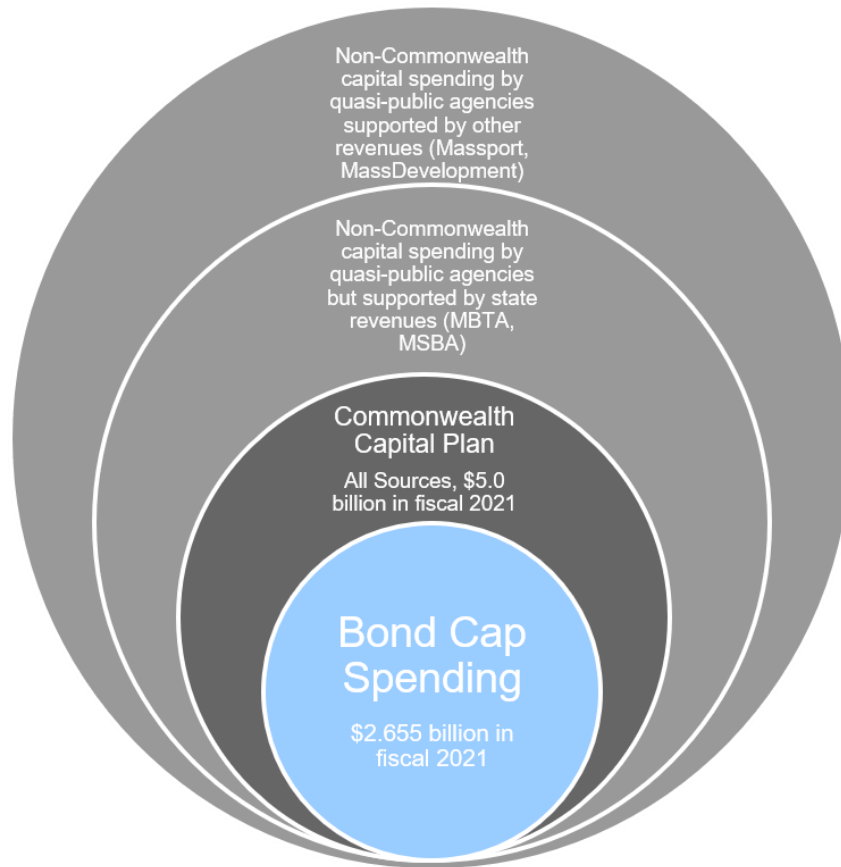 Non-Commonwealth
capital spending by
quasi-public agencies
supported by other
revenues (Massport,
MassDevelopment)
Non-Commonwealth
capital spending by
quasi-public agencies
but supported by state
revenues (MBTA,
MSBA)
Commonwealth
Capital Plan
All Sources, $5.0
billion in fiscal 2021
Bond Cap
Spending
$2.655 billion in
fiscal 2021